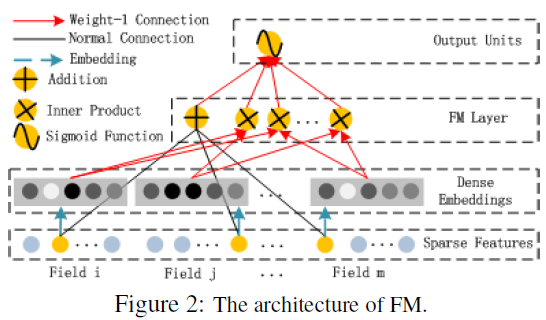 Weight-1 Connection
Normal Connection
Embedding
Addition
Inner Product
Sigmoid Function
Output Units
...
FM Layer
...
Dense
Embeddings
...
...
...
...
Sparse Features
Field i
Field j
...
Field m
Figure 2: The architecture of FM.